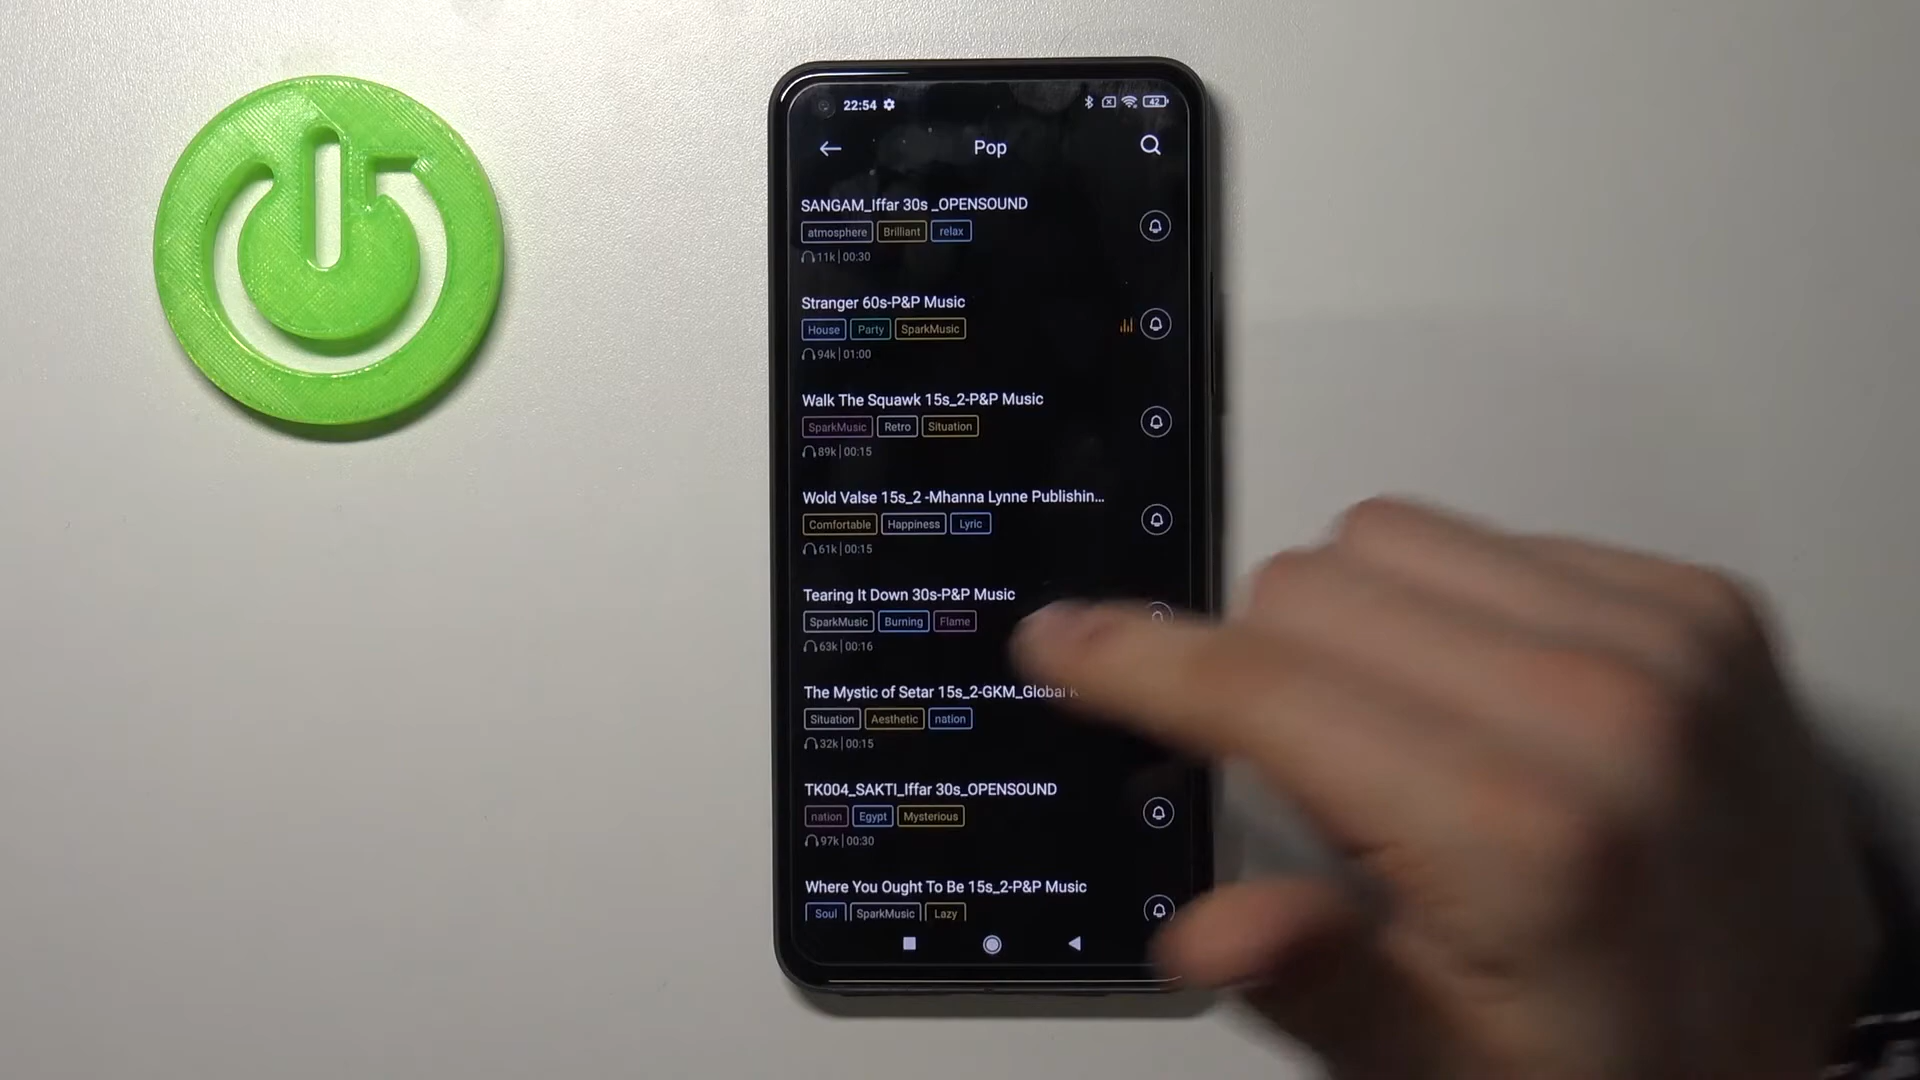 22:54
42
Pop
SANGAM_Iffar 30s _OPENSOUND
atmosphere Brilliant relax
11k | 00:30
Stranger 60s-P&P Music
House Party SparkMusic
94k | 01:00
Walk The Squawk 15s_2-P&P Music
SparkMusic Retro Situation
89k | 00:15
Wold Valse 15s_2 -Mhanna Lynne Publishin...
Comfortable Happiness Lyric
61k | 00:15
Tearing It Down 30s-P&P Music
SparkMusic Burning Flame
63k | 00:16
The Mystic of Setar 15s_2-GKM_Global
Situation Aesthetic nation
32k | 00:15
TK004_SAKTI_Iffar 30s_OPENSOUND
nation Egypt Mysterious
97k | 00:30
Where You Ought To Be 15s_2-P&P Music
Soul SparkMusic Lazy